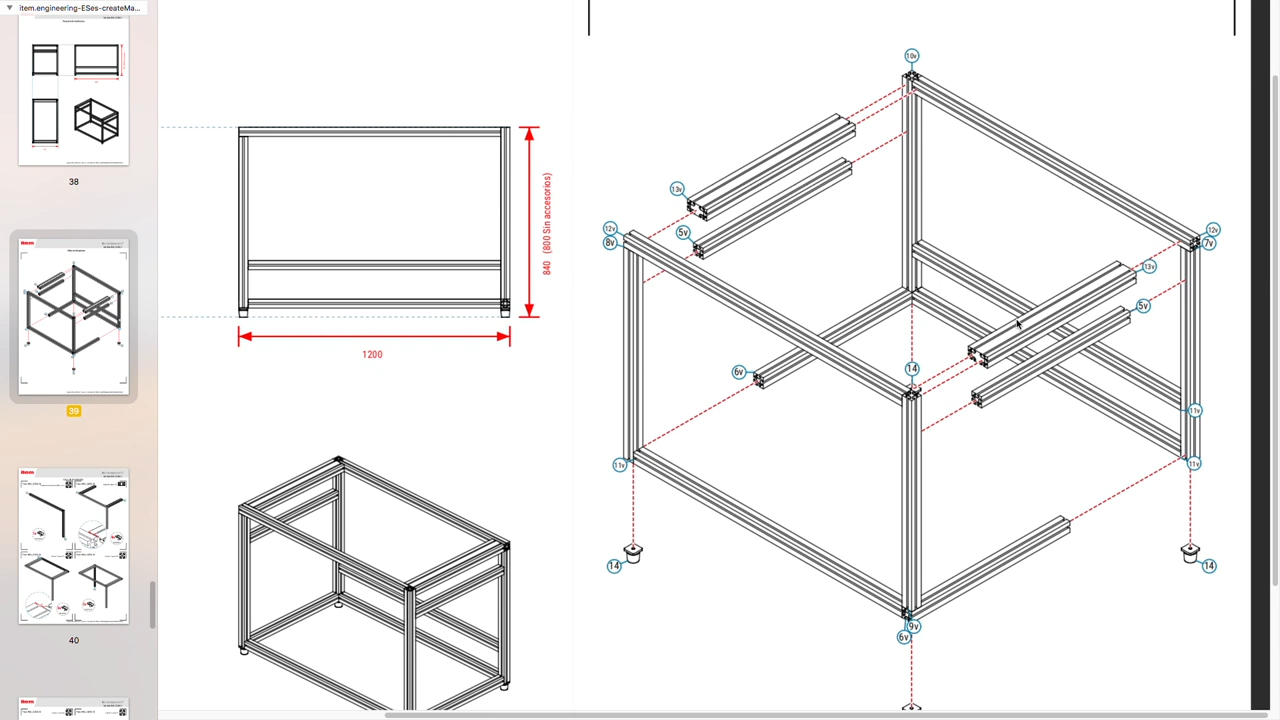 item.engineering-ESes-createMa...
38
39
40
840 (800 Sin accesorios)
1200
10v
13v
12v
8v
5v
12v
7v
13v
5v
14
6v
11v
11v
11v
14
14
9v
6v